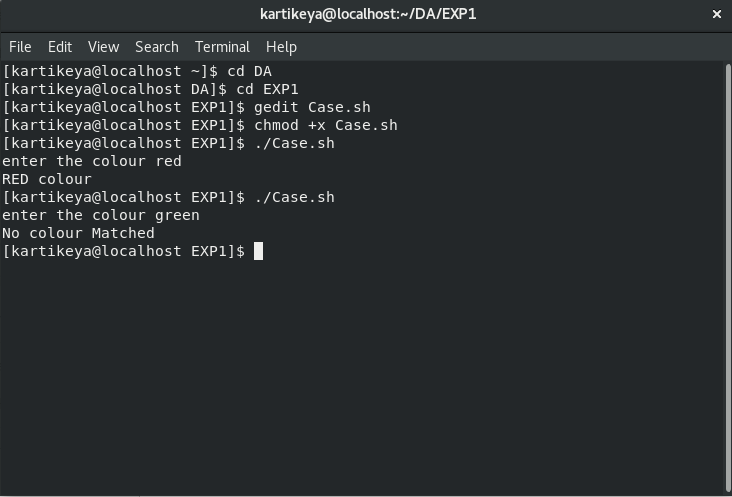 kartikeya@localhost:~/DA/EXP1
File Edit View Search Terminal Help
[kartikeya@localhost ~]$ cd DA
[kartikeya@localhost DA]$ cd EXP1
[kartikeya@localhost EXP1]$ gedit Case.sh
[kartikeya@localhost EXP1]$ chmod +x Case.sh
[kartikeya@localhost EXP1]$ ./Case.sh
enter the colour red
RED colour
[kartikeya@localhost EXP1]$ ./Case.sh
enter the colour green
No colour Matched
[kartikeya@localhost EXP1]$